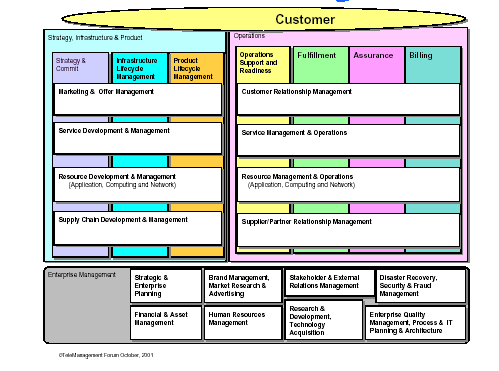 Customer
Strategy, Infrastructure & Product
Operations
Strategy &
Commit
Infrastructure
Lifecycle
Management
Product
Lifecycle
Management
Operations
Support and
Readiness
Fulfillment
Assurance
Billing
Marketing & Offer Management
Customer Relationship Management
Service Development & Management
Service Management & Operations
Resource Development & Management
(Application, Computing and Network)
Resource Management & Operations
(Application, Computing and Network)
Supply Chain Development & Management
Supplier/Partner Relationship Management
Enterprise Management
Strategic &
Enterprise
Planning
Brand Management,
Market Research &
Advertising
Stakeholder & External
Relations Management
Disaster Recovery,
Security & Fraud
Management
Financial & Asset
Management
Human Resources
Management
Research &
Development,
Technology
Acquisition
Enterprise Quality
Management, Process & IT
Planning & Architecture
©TeleManagement Forum October, 2001